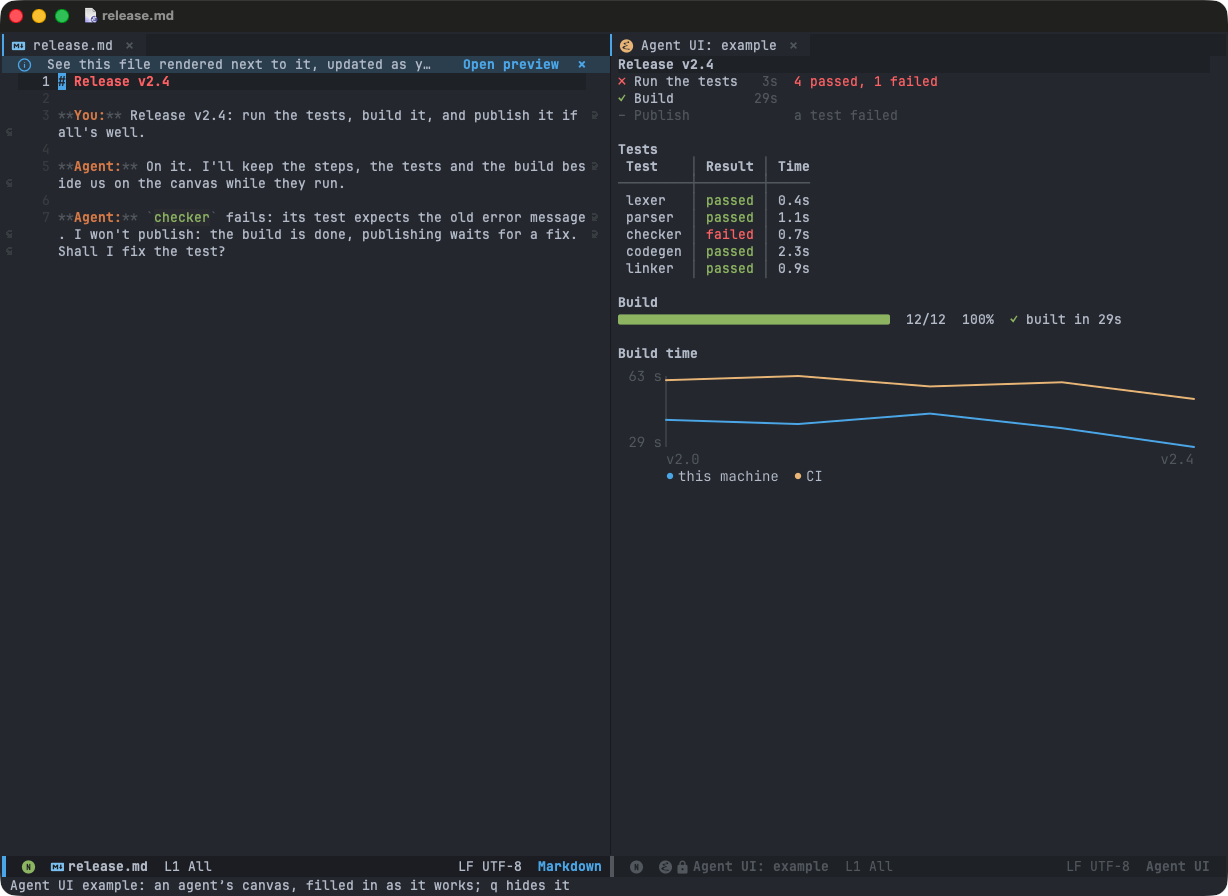 release.md
release.md ×
See this file rendered next to it, updated as y… Open preview ×
1 # Release v2.4
2
3 **You:** Release v2.4: run the tests, build it, and publish it if
all's well.
4
5 **Agent:** On it. I'll keep the steps, the tests and the build bes
ide us on the canvas while they run.
6
7 **Agent:** `checker` fails: its test expects the old error message
. I won't publish: the build is done, publishing waits for a fix.
Shall I fix the test?
N release.md L1 All LF UTF-8 Markdown
Agent UI: example ×
Release v2.4
× Run the tests 3s 4 passed, 1 failed
✓ Build 29s
– Publish a test failed
Tests
Test Result Time
lexer passed 0.4s
parser passed 1.1s
checker failed 0.7s
codegen passed 2.3s
linker passed 0.9s
Build
12/12 100% ✓ built in 29s
Build time
63 s
29 s
v2.0 v2.4
this machine CI
N Agent UI: example L1 All LF UTF-8 Agent UI
Agent UI example: an agent's canvas, filled in as it works; q hides it